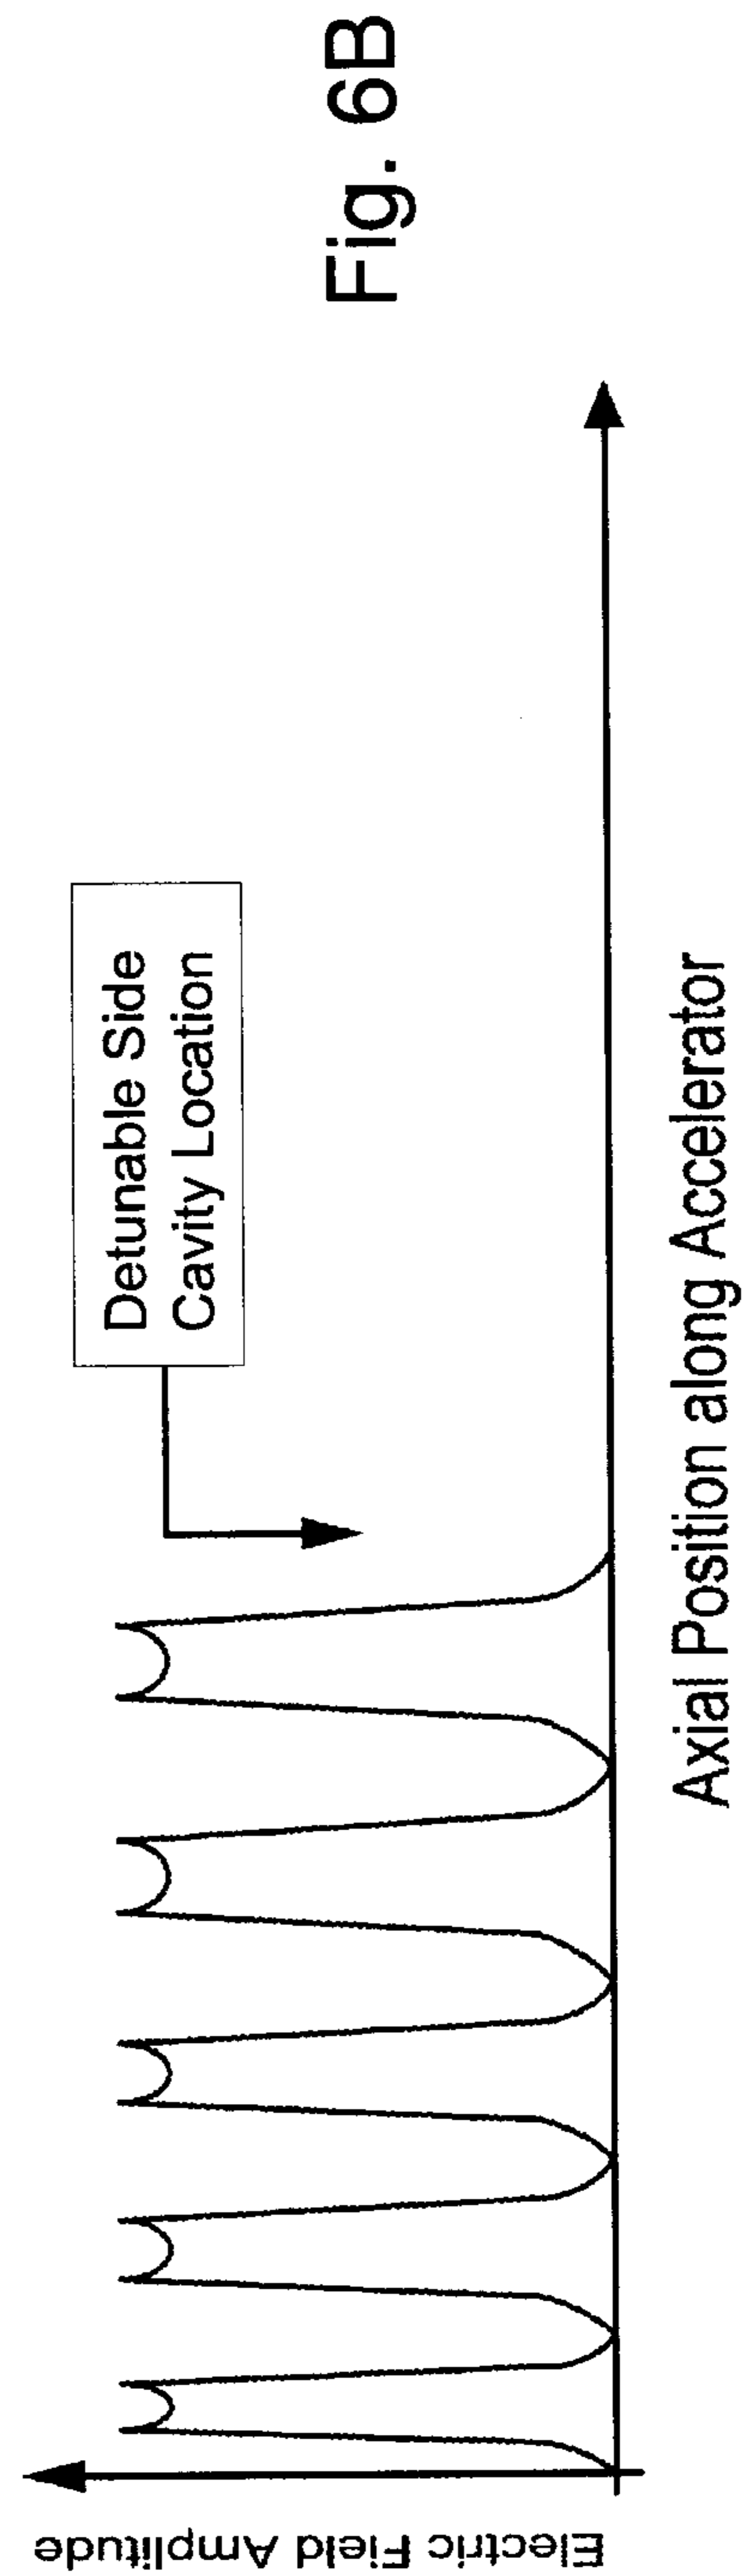 Fig. 6B
Detunable Side
Cavity Location
Electric Field Amplitude
Axial Position along Accelerator